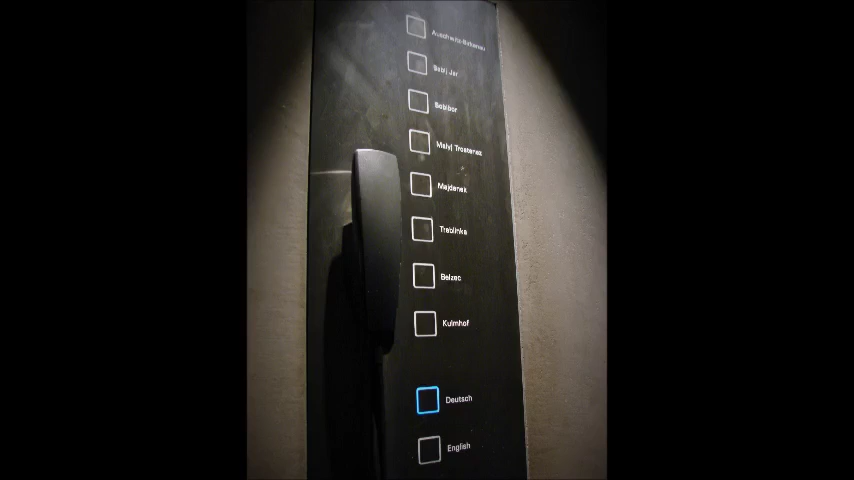 Auschwitz-Birkenau
Babij Jar
Sobibor
Malyj Trostenez
Majdanek
Treblinka
Belzec
Kulmhof
Deutsch
English